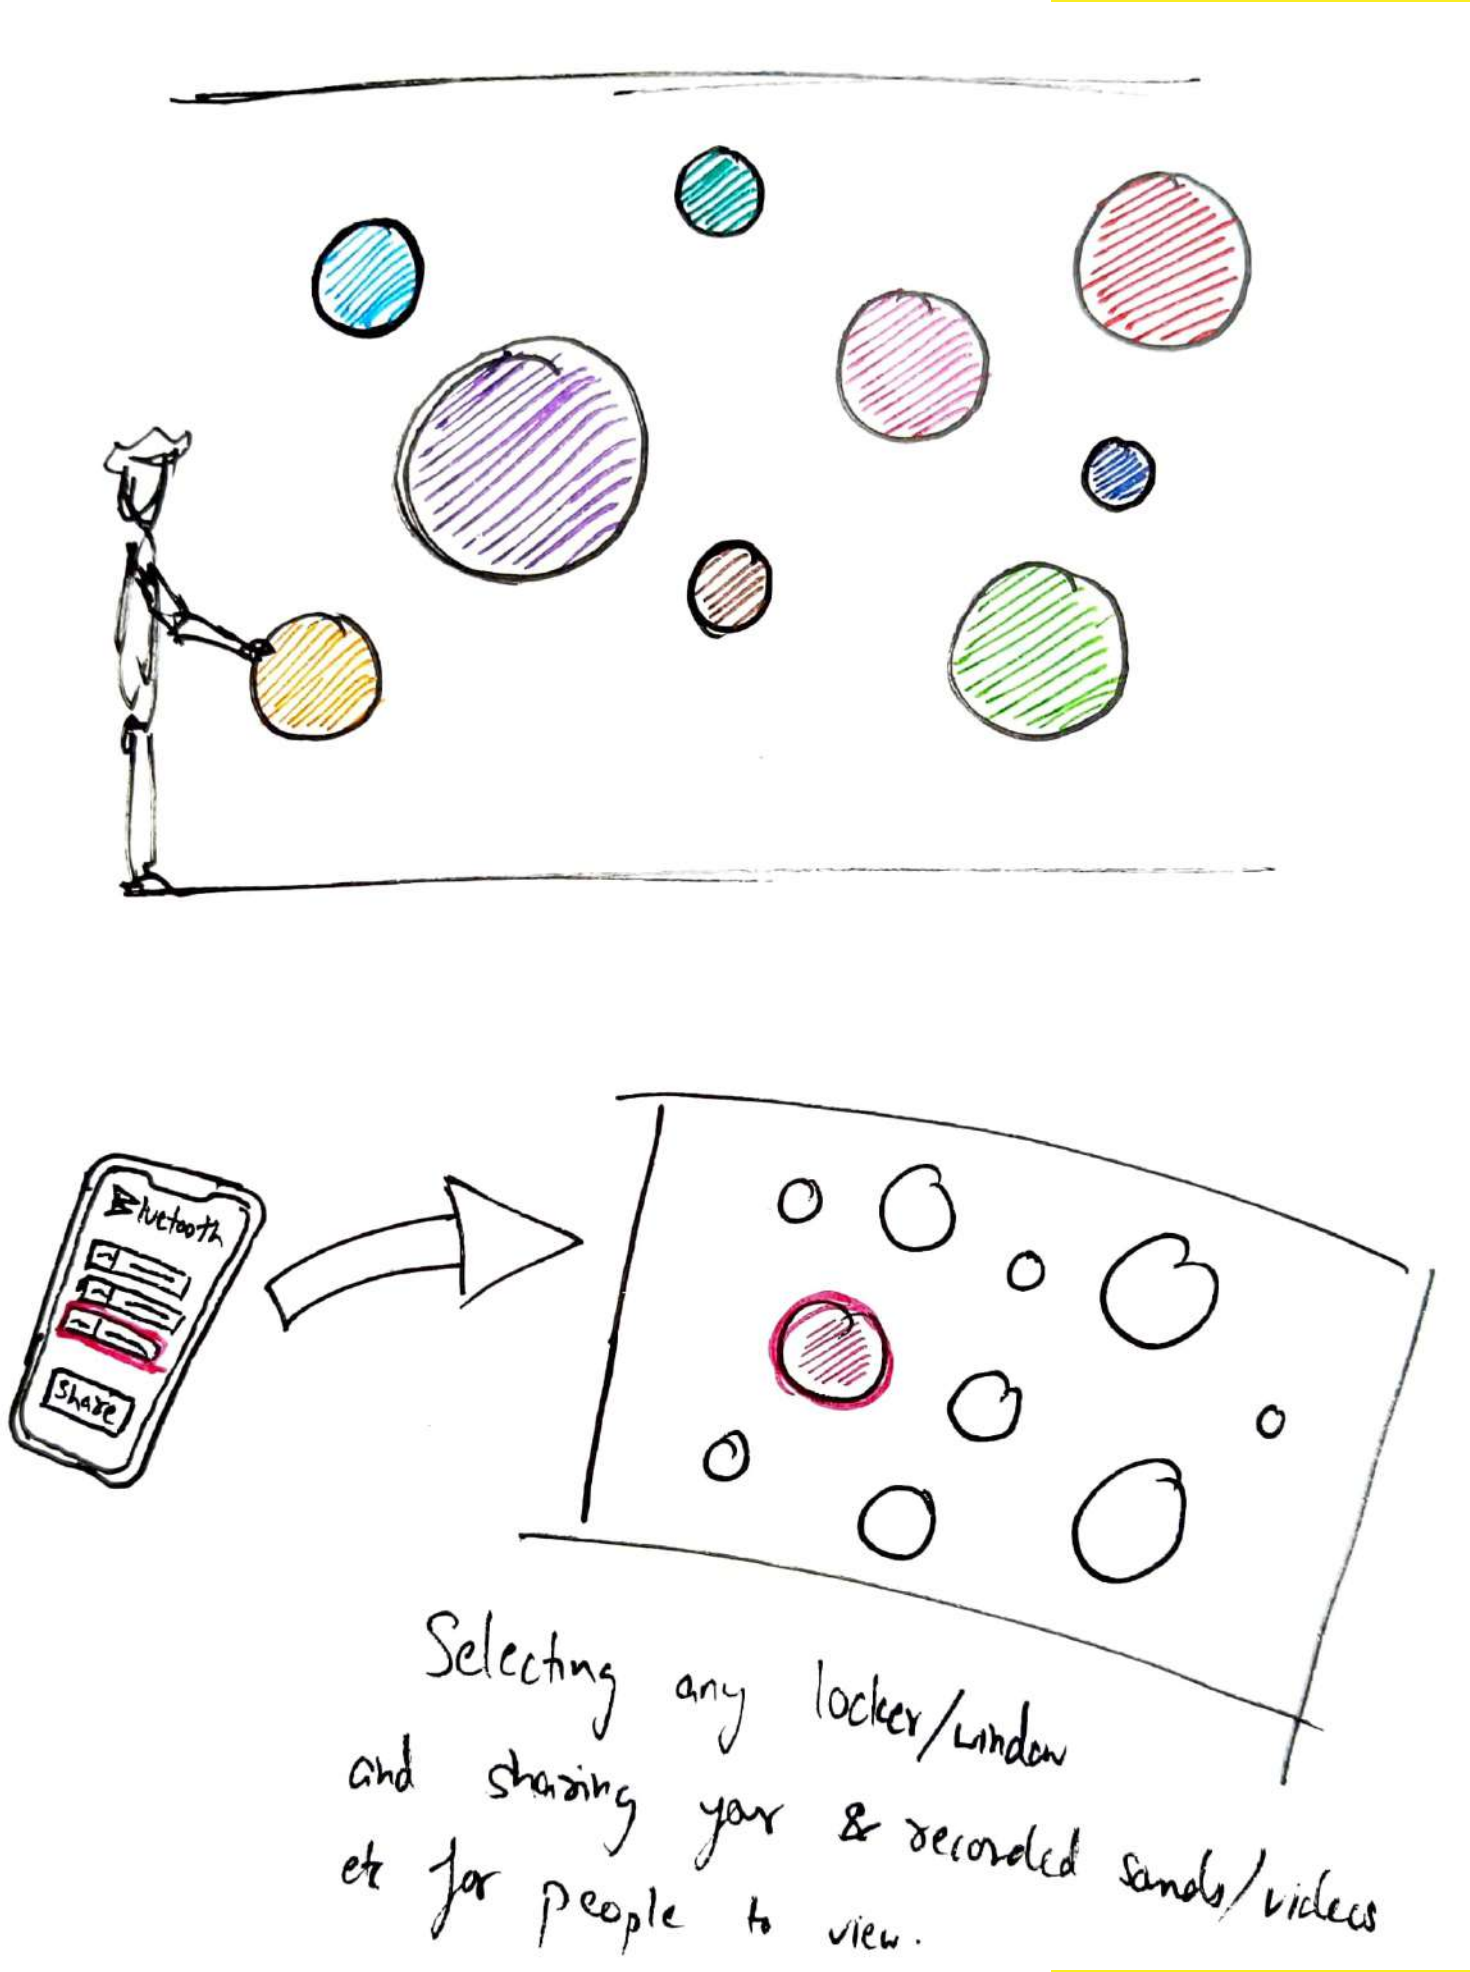 Bluetooth
Share
Selecting any locker/window
and sharing your & recorded sounds/videos
etc for people to view.